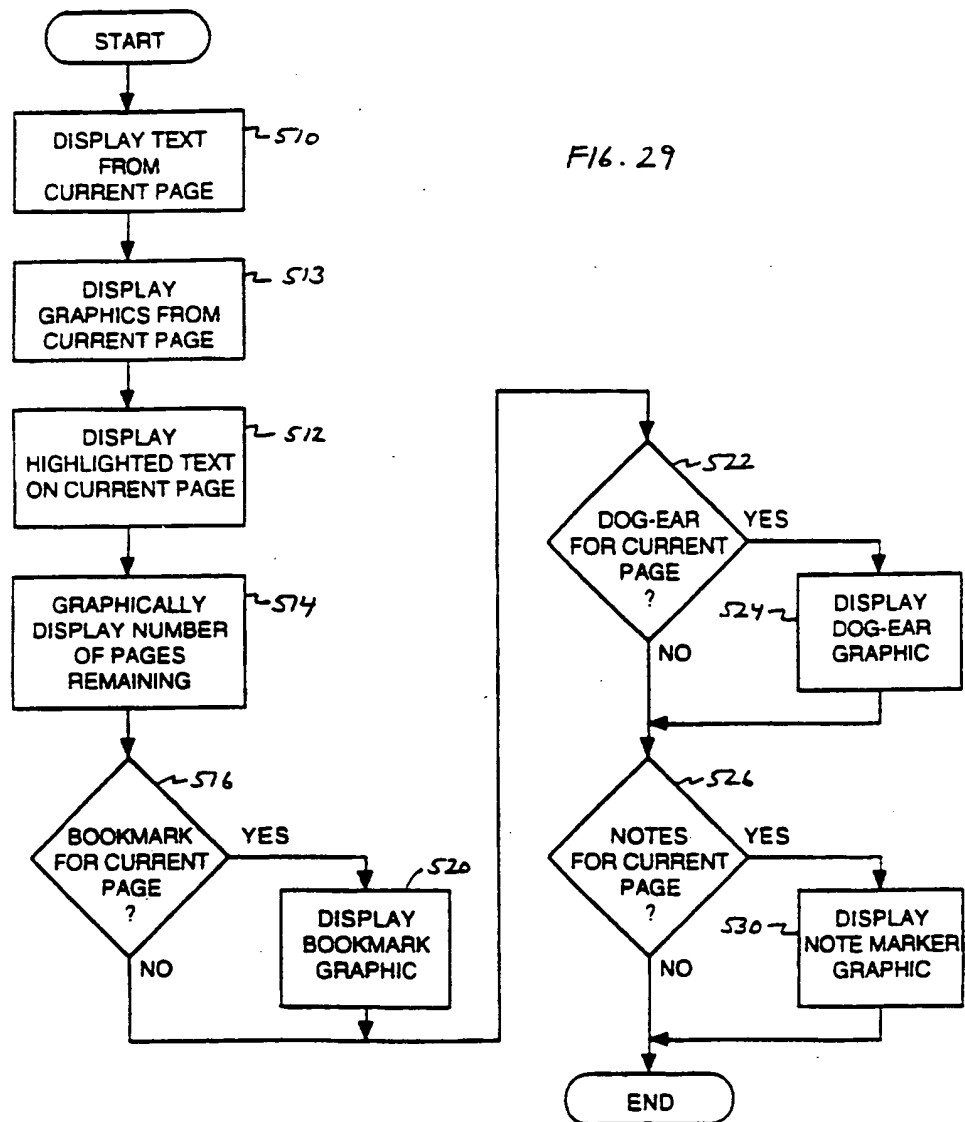 START
DISPLAY TEXT
FROM
CURRENT PAGE
510
FIG. 29
DISPLAY
GRAPHICS FROM
CURRENT PAGE
513
DISPLAY
HIGHLIGHTED TEXT
ON CURRENT PAGE
512
GRAPHICALLY
DISPLAY NUMBER
OF PAGES
REMAINING
514
516
BOOKMARK
FOR CURRENT
PAGE
?
YES
NO
520
DISPLAY
BOOKMARK
GRAPHIC
522
DOG-EAR
FOR CURRENT
PAGE
?
YES
NO
524
DISPLAY
DOG-EAR
GRAPHIC
526
NOTES
FOR CURRENT
PAGE
?
YES
NO
530
DISPLAY
NOTE MARKER
GRAPHIC
END